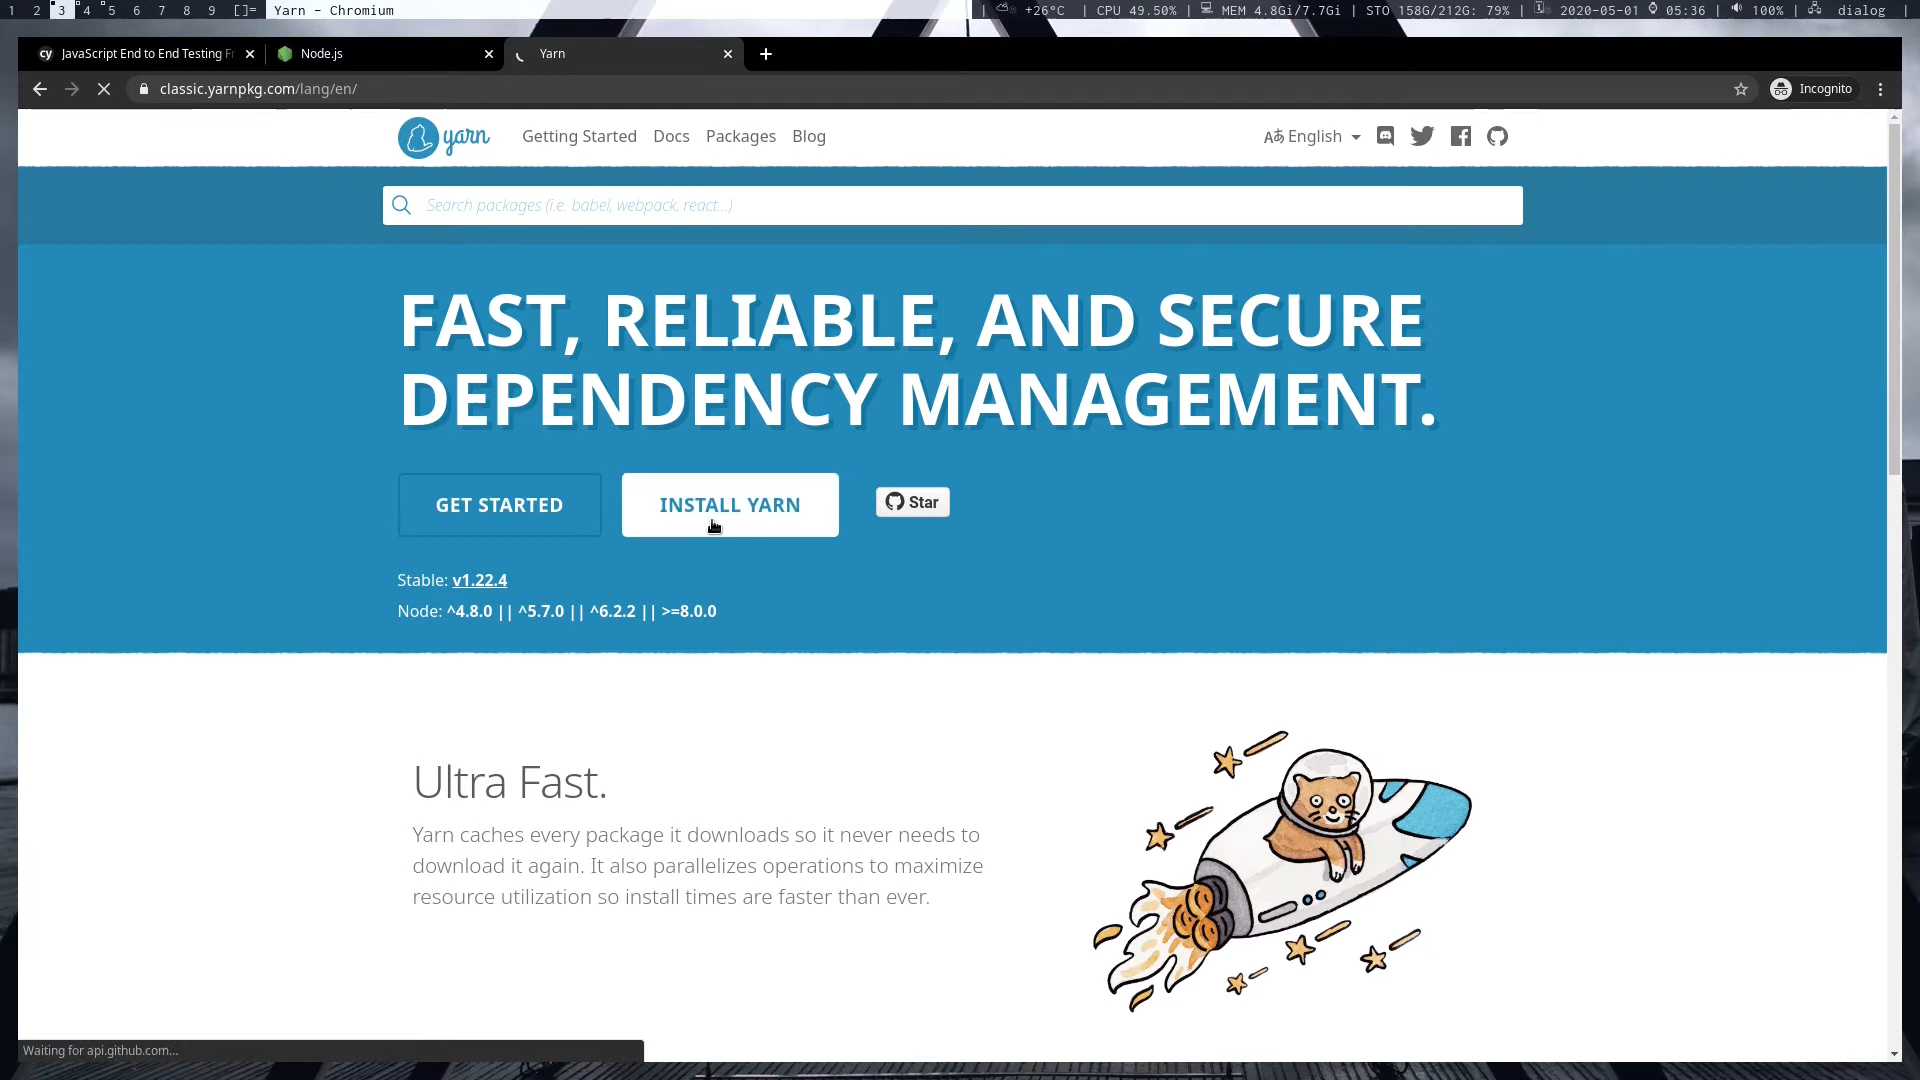 1 2 3 4 5 6 7 8 9 []= Yarn - Chromium | +26°C | CPU 49.50% | MEM 4.8Gi/7.7Gi | STO 158G/212G: 79% | 2020-05-01 05:36 | 100% | dialog |
cy JavaScript End to End Testing Fr
Node.js
Yarn
classic.yarnpkg.com/lang/en/
Incognito
yarn
Getting Started Docs Packages Blog
English
Search packages (i.e. babel, webpack, react...)
FAST, RELIABLE, AND SECURE
DEPENDENCY MANAGEMENT.
GET STARTED
INSTALL YARN
Star
Stable: v1.22.4
Node: ^4.8.0 || ^5.7.0 || ^6.2.2 || >=8.0.0
Ultra Fast.
Yarn caches every package it downloads so it never needs to
download it again. It also parallelizes operations to maximize
resource utilization so install times are faster than ever.
Waiting for api.github.com...